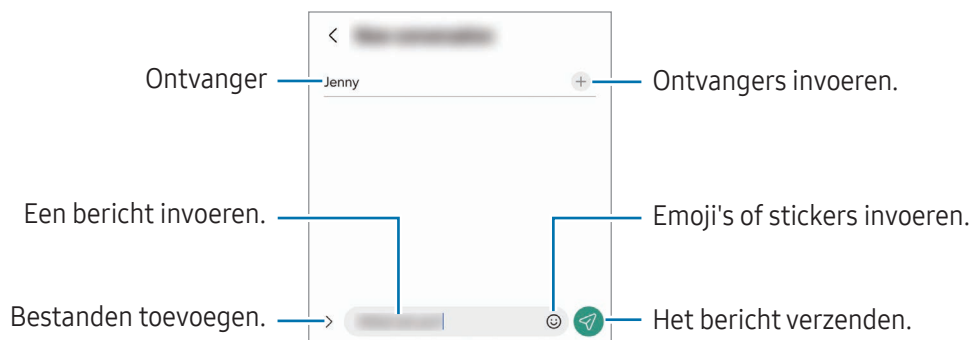 Ontvanger
Jenny
Ontvangers invoeren.
Een bericht invoeren.
Emoji's of stickers invoeren.
Bestanden toevoegen.
Het bericht verzenden.